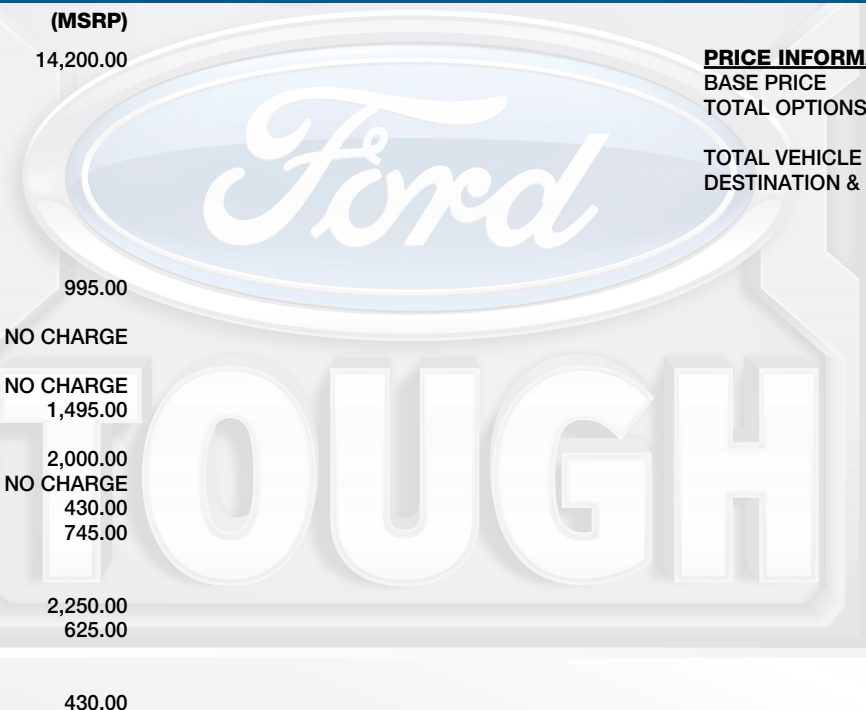 (MSRP)
14,200.00
995.00
NO CHARGE
NO CHARGE
1,495.00
2,000.00
NO CHARGE
430.00
745.00
2,250.00
625.00
430.00
PRICE INFORM
BASE PRICE
TOTAL OPTIONS
TOTAL VEHICLE
DESTINATION &
Ford
TOUGH